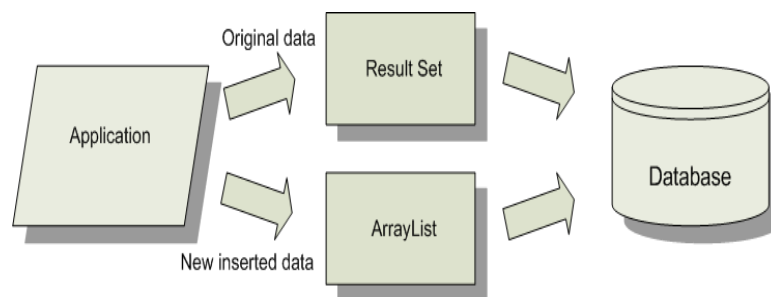 Original data
Result Set
Application
Database
ArrayList
New inserted data